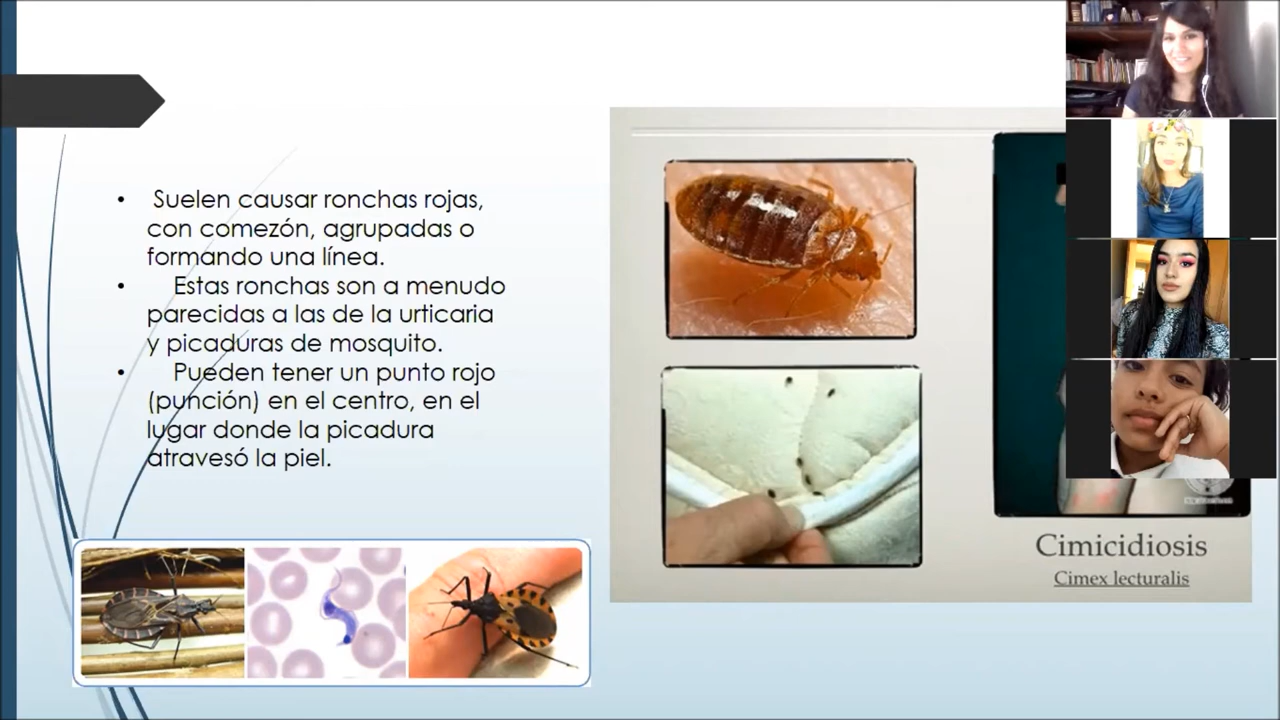 • Suelen causar ronchas rojas,
con comezón, agrupadas o
formando una línea.
• Estas ronchas son a menudo
parecidas a las de la urticaria
y picaduras de mosquito.
• Pueden tener un punto rojo
(punción) en el centro, en el
lugar donde la picadura
atravesó la piel.
Cimicidiosis
Cimex lecturalis